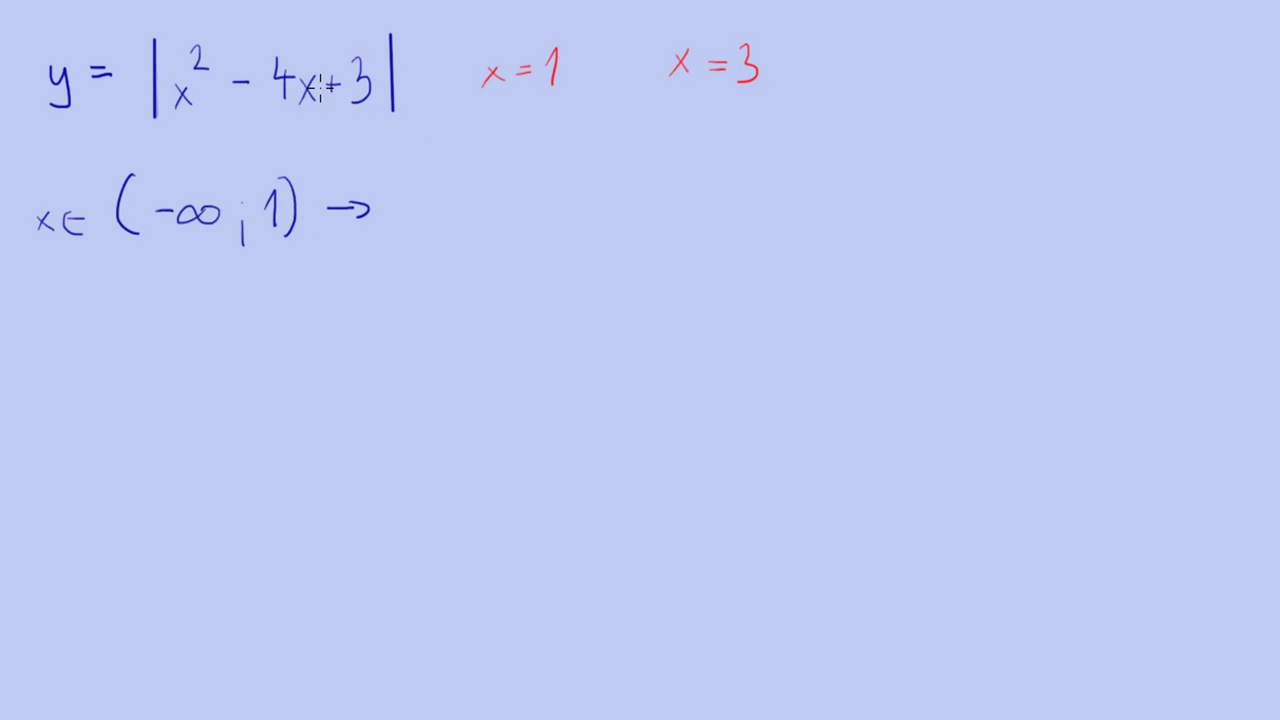 y = |x² - 4x+3| x = 1 x = 3
x∈ (-∞ ; 1) →